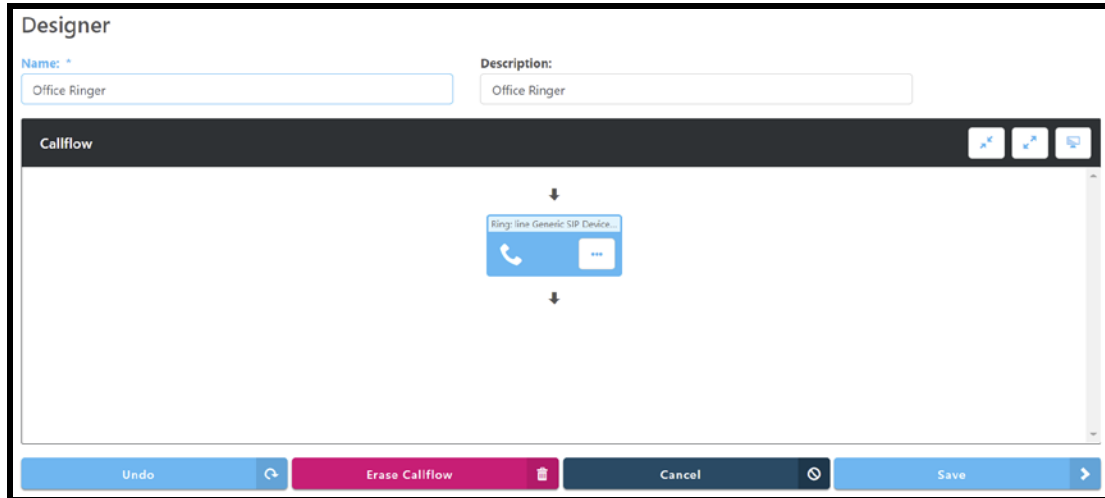 Designer
Name: *
Description:
Office Ringer
Office Ringer
Callflow
Ring: line Generic SIP Device...
Undo
Erase Callflow
Cancel
Save